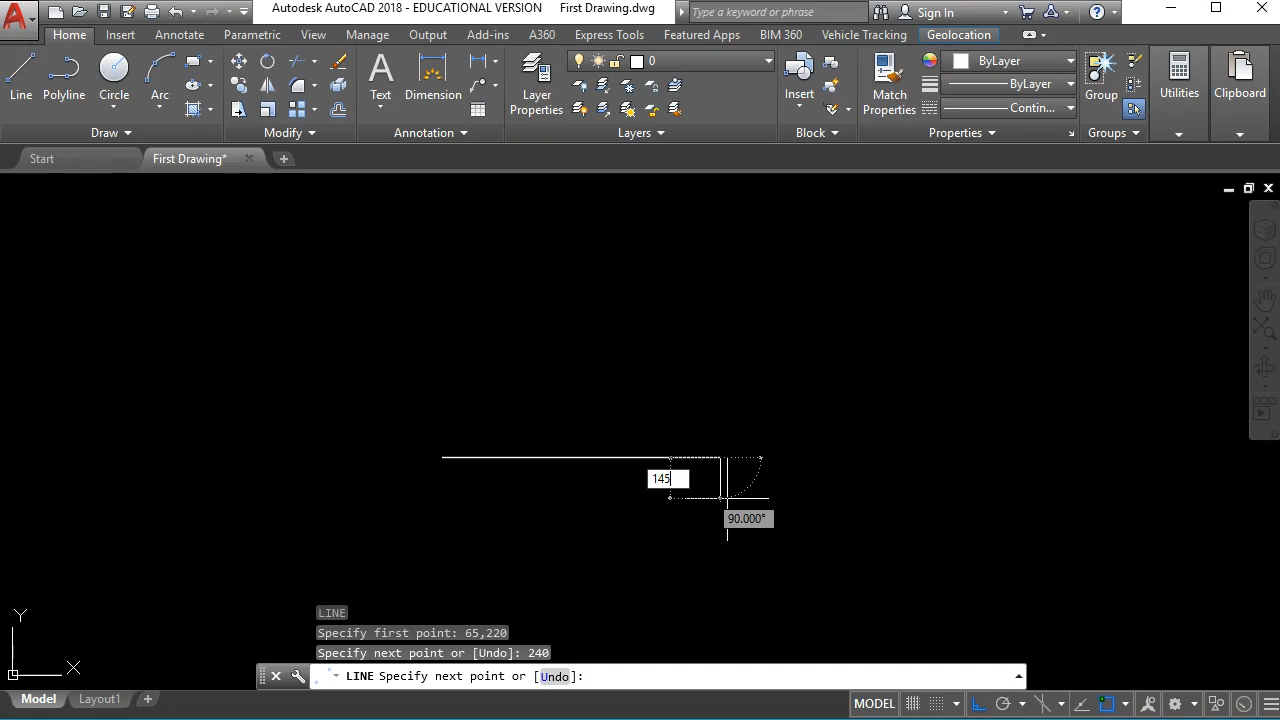 Autodesk AutoCAD 2018 - EDUCATIONAL VERSION First Drawing.dwg
Type a keyword or phrase
Sign In
Home Insert Annotate Parametric View Manage Output Add-ins A360 Express Tools Featured Apps BIM 360 Vehicle Tracking Geolocation
Line Polyline Circle Arc
Text Dimension
Layer Properties
0
Insert
Match Properties
ByLayer
ByLayer
Contin...
Group
Utilities
Clipboard
Draw Modify Annotation Layers Block Properties Groups
Start First Drawing*
145
90.000°
Y
X
LINE
Specify first point: 65,220
Specify next point or [Undo]: 240
LINE Specify next point or [Undo]:
Model Layout1
MODEL